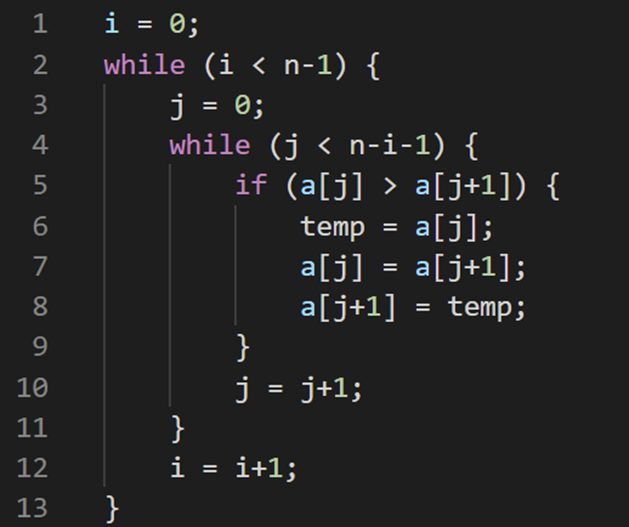 1 i = 0;
2 while (i < n-1) {
3     j = 0;
4     while (j < n-i-1) {
5         if (a[j] > a[j+1]) {
6             temp = a[j];
7             a[j] = a[j+1];
8             a[j+1] = temp;
9         }
10         j = j+1;
11     }
12     i = i+1;
13 }